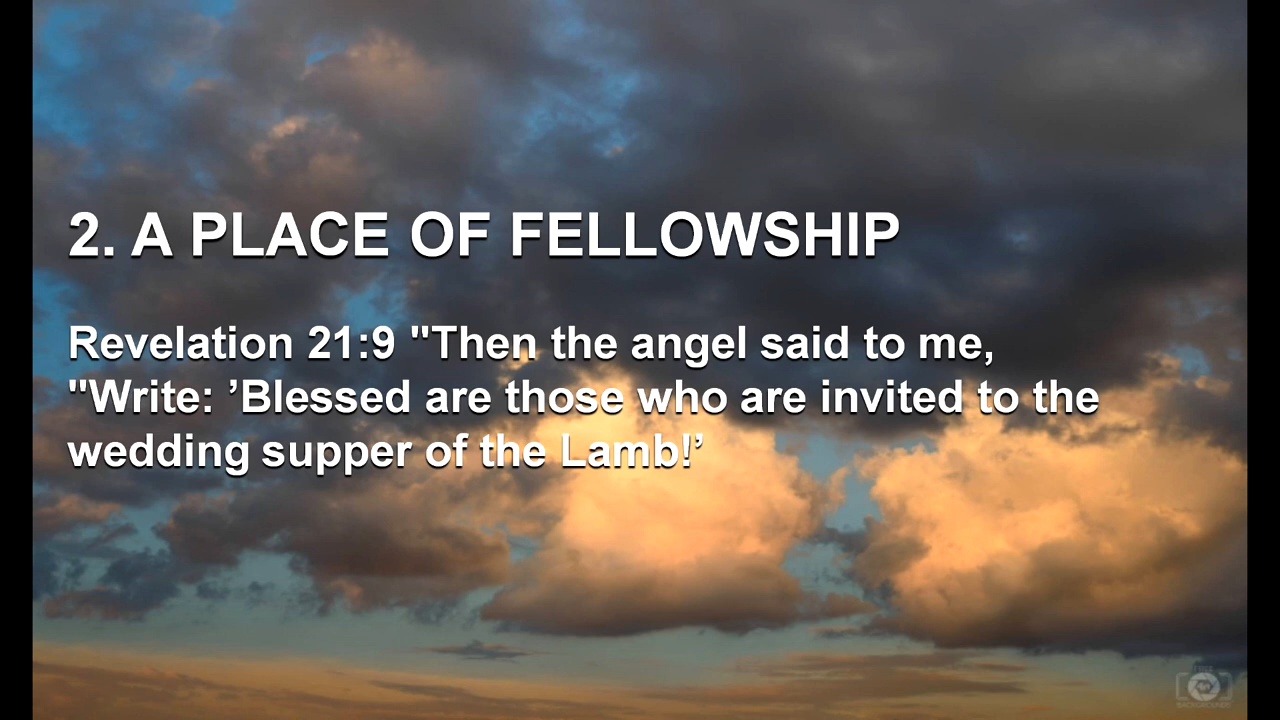 2. A PLACE OF FELLOWSHIP
Revelation 21:9 "Then the angel said to me,
"Write: ’Blessed are those who are invited to the
wedding supper of the Lamb!’